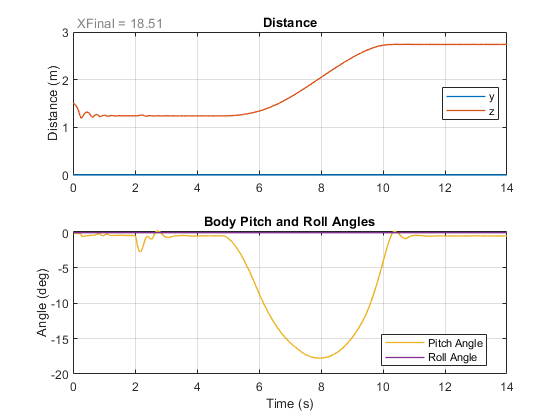 XFinal = 18.51
Distance
Distance (m)
3
2
1
0
y
z
0 2 4 6 8 10 12 14
Body Pitch and Roll Angles
Angle (deg)
0
-5
-10
-15
-20
Pitch Angle
Roll Angle
0 2 4 6 8 10 12 14
Time (s)